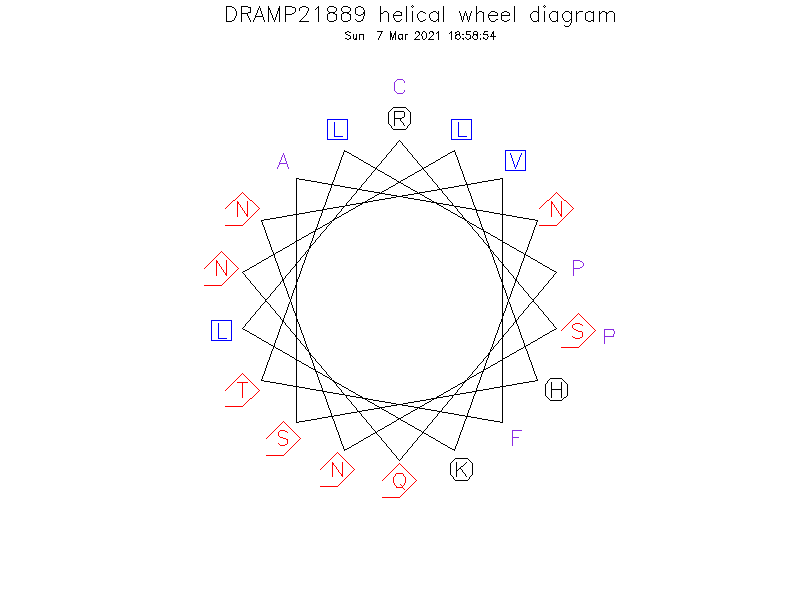 DRAMP21889 helical wheel diagram
Sun 7 Mar 2021 18:58:54
C
L R L
A V
N N
N P
L S P
T H
S F
N Q K